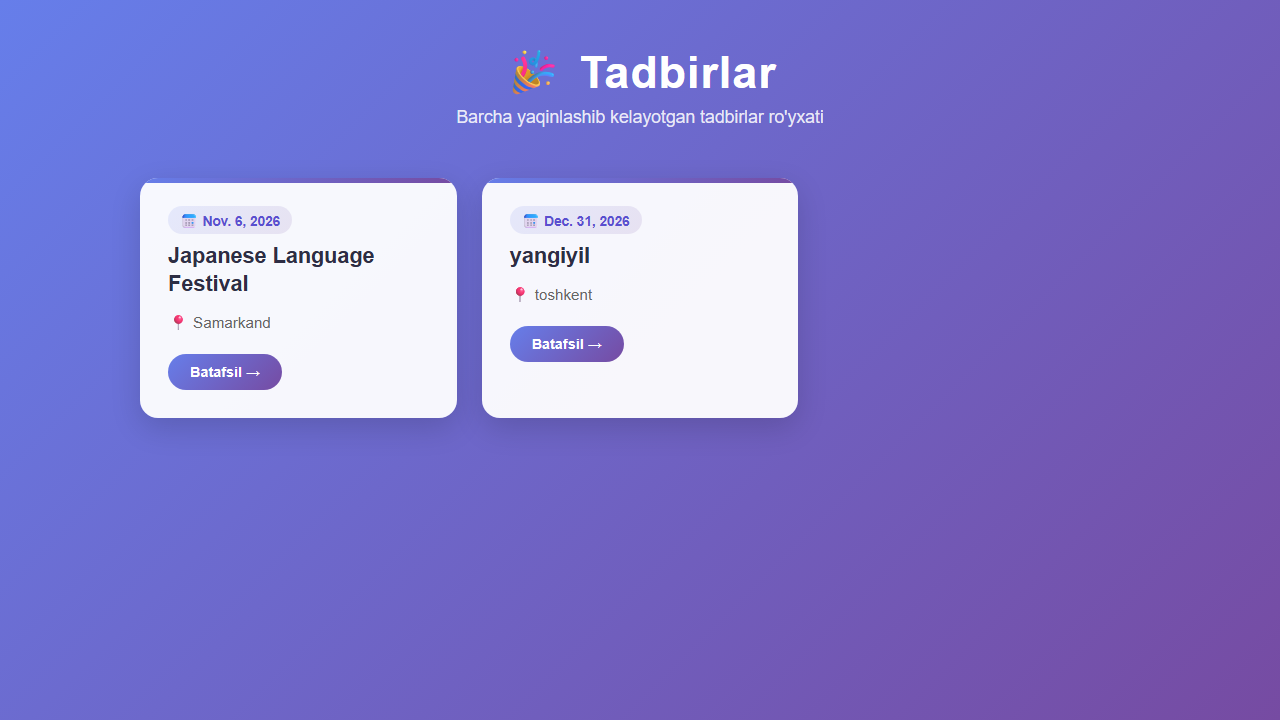 Tadbirlar
Barcha yaqinlashib kelayotgan tadbirlar ro'yxati
Nov. 6, 2026
Japanese Language
Festival
Samarkand
Batafsil →
Dec. 31, 2026
yangiyil
toshkent
Batafsil →